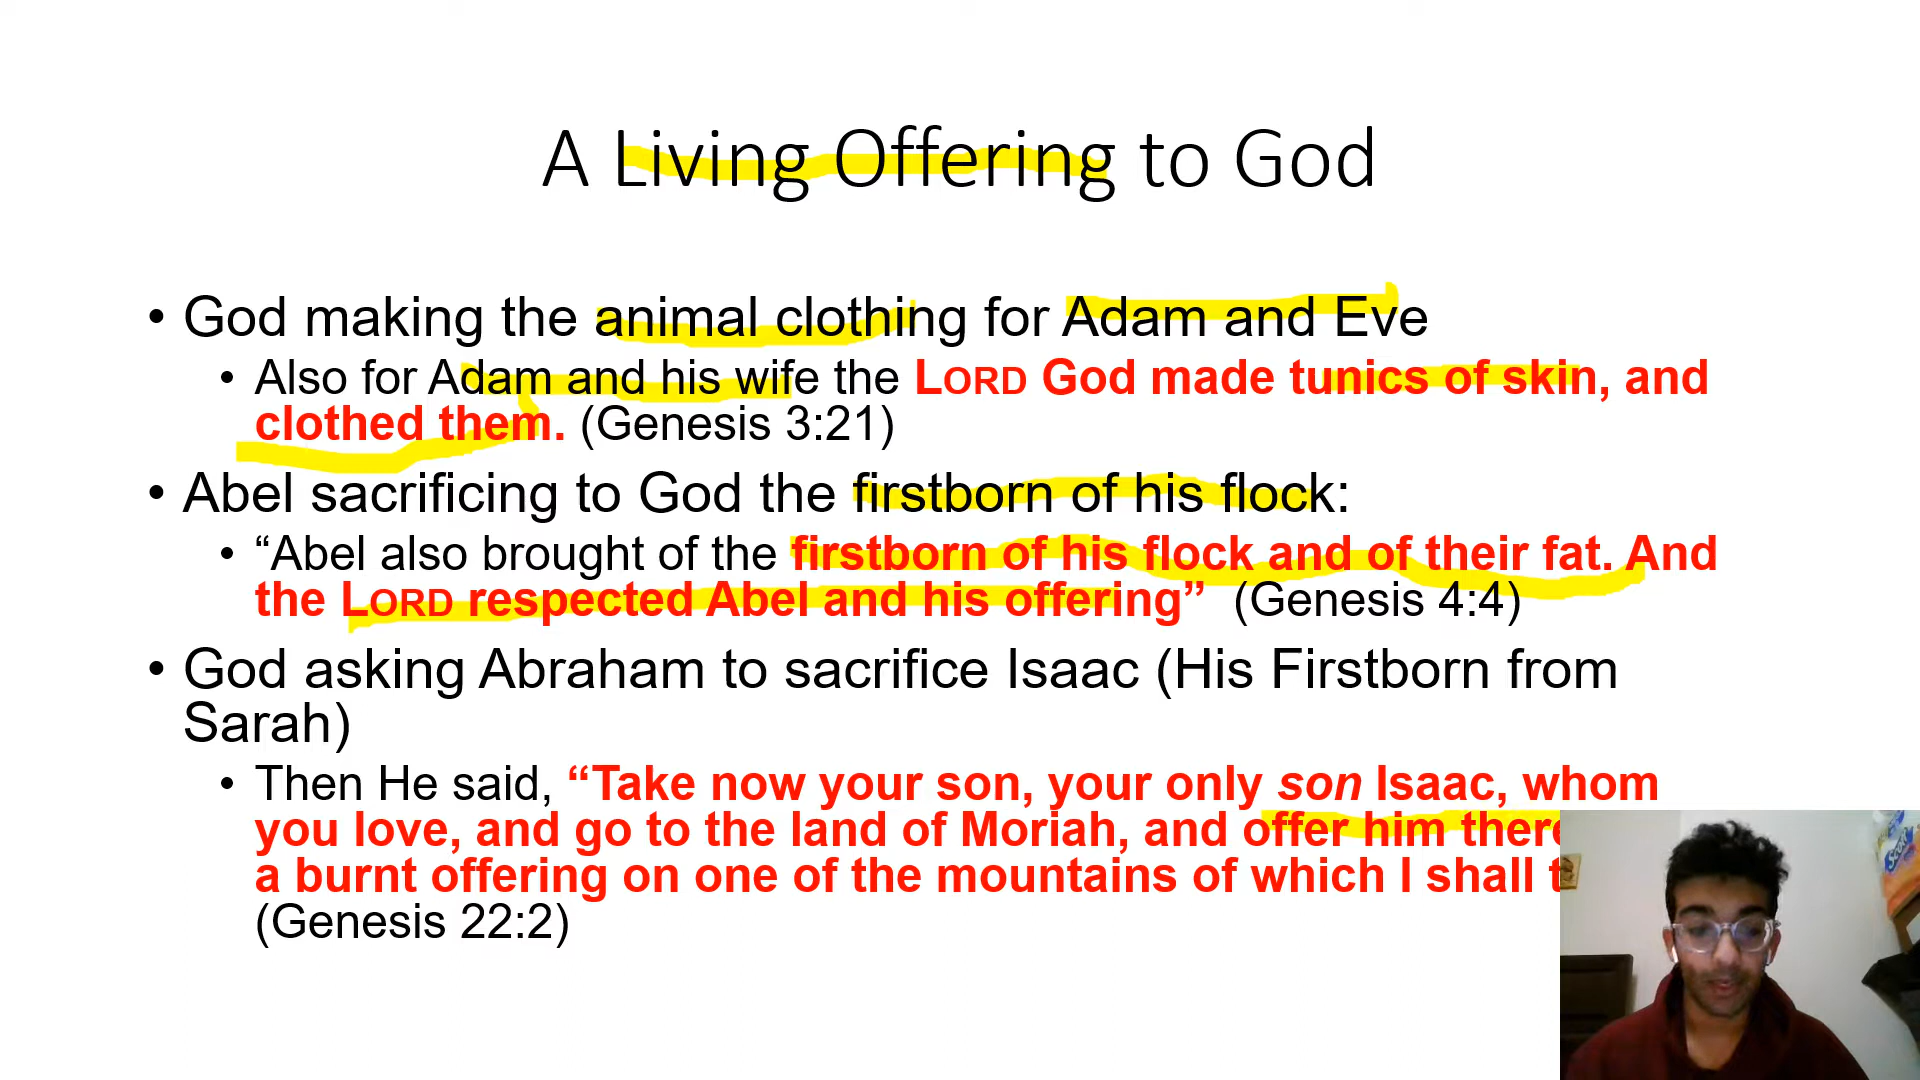 A Living Offering to God
• God making the animal clothing for Adam and Eve
• Also for Adam and his wife the LORD God made tunics of skin, and
clothed them. (Genesis 3:21)
• Abel sacrificing to God the firstborn of his flock:
• “Abel also brought of the firstborn of his flock and of their fat. And
the LORD respected Abel and his offering” (Genesis 4:4)
• God asking Abraham to sacrifice Isaac (His Firstborn from
Sarah)
• Then He said, “Take now your son, your only son Isaac, whom
you love, and go to the land of Moriah, and offer him there
a burnt offering on one of the mountains of which I shall
(Genesis 22:2)